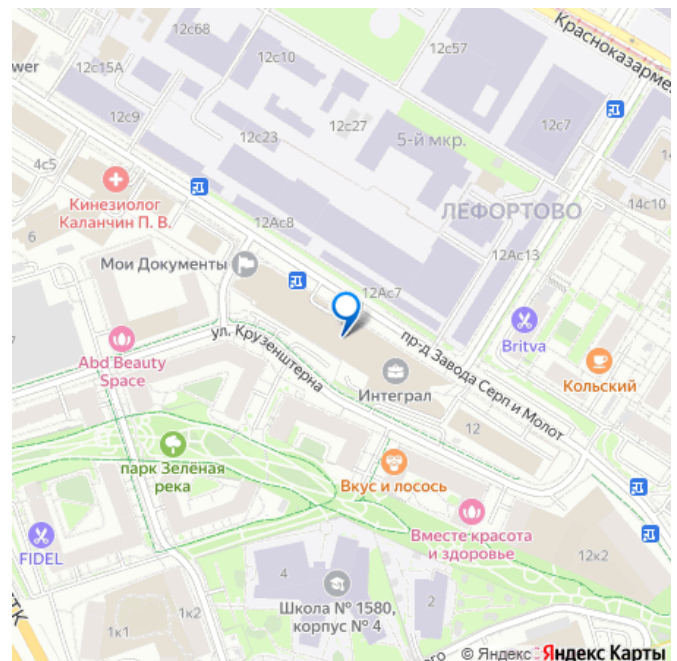 12с68
12с10
12с57
Красноказарме
wer
12с15А
12с9
12с23
12с27
5-й мкр.
12с7
4с5
14с10
Кинезиолог
Каланчин П. В.
ЛЕФОРТОВО
6
12Ас8
12Ас13
Мои Документы
12Ас7
ул. Крузенштерна
пр-д Завода Серп и Молот
Britva
Abd Beauty
Space
Интеграл
Кольский
12
парк Зелёная
река
Вкус и лосось
Вместе красота
и здоровье
FIDEL
12к2
4
Школа № 1580,
корпус № 4
2
ТК
1к2
1к1
го
© Яндекс Яндекс Карты